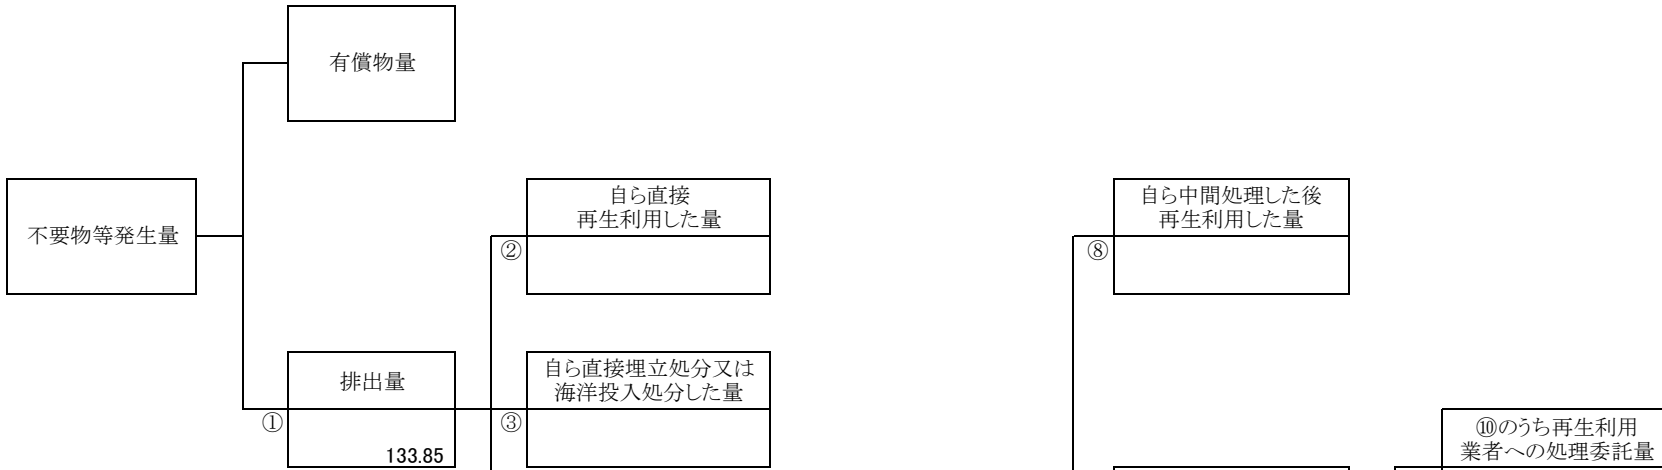 有償物量
自ら直接
再生利用した量
自ら中間処理した後
再生利用した量
不要物等発生量
②
⑧
排出量
自ら直接埋立処分又は
海洋投入処分した量
①
③
133.85
⑩のうち再生利用
業者への処理委託量